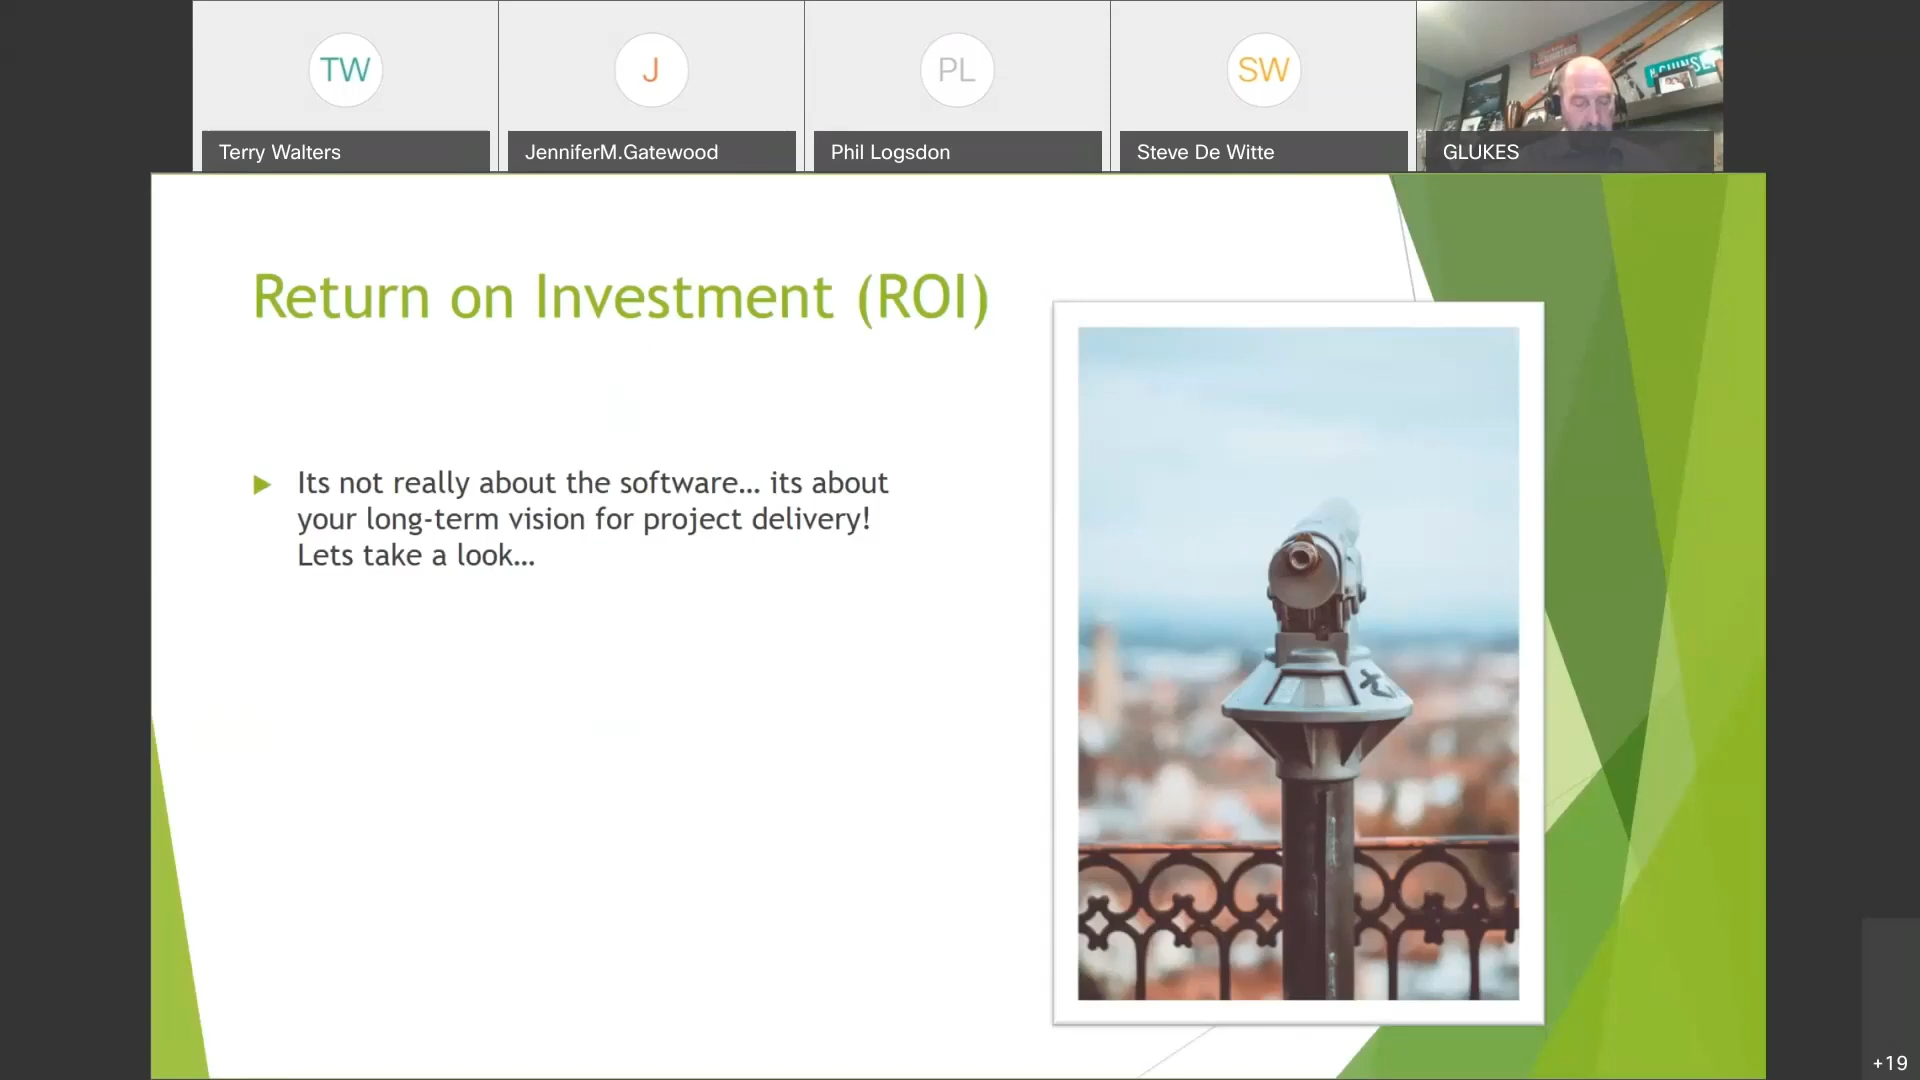 TW
J
PL
SW
Terry Walters
JenniferM.Gatewood
Phil Logsdon
Steve De Witte
GLUKES
Return on Investment (ROI)
Its not really about the software... its about
your long-term vision for project delivery!
Lets take a look...
+19